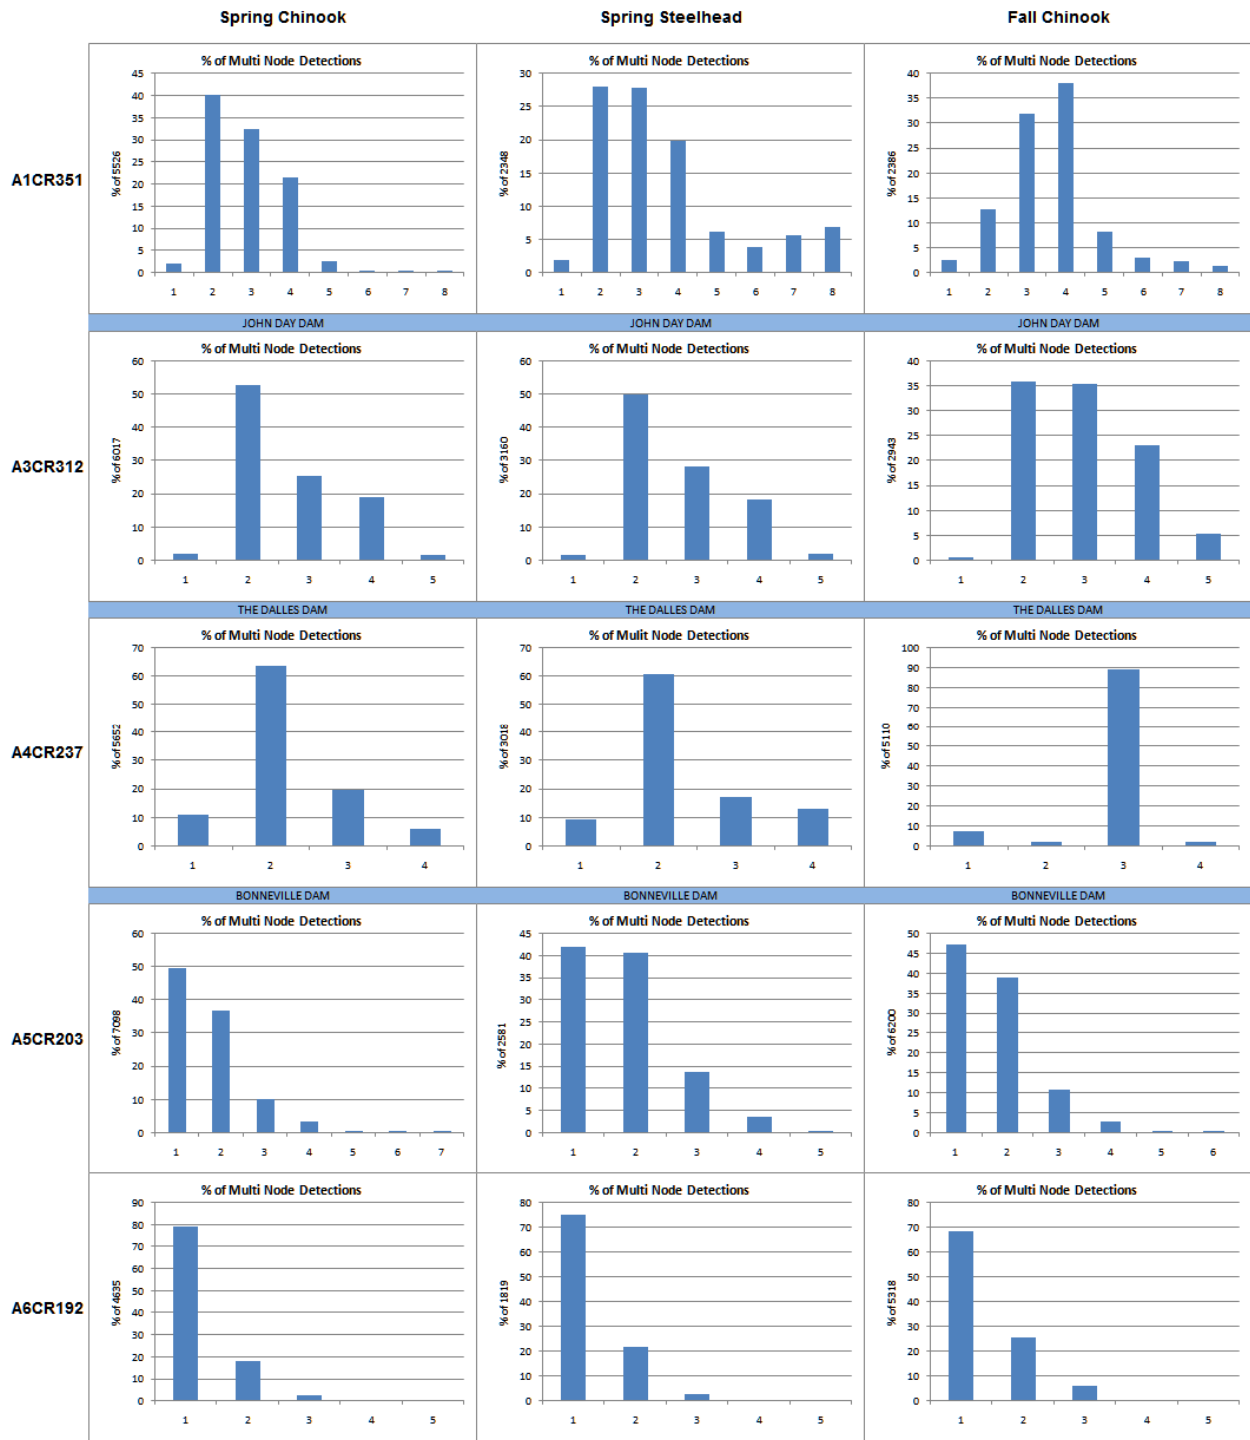 Spring Chinook Spring Steelhead Fall Chinook
A1CR351
% of Multi Node Detections
% of 5526
45
40
35
30
25
20
15
10
5
0
1 2 3 4 5 6 7 8
% of Multi Node Detections
% of 2348
30
25
20
15
10
5
0
1 2 3 4 5 6 7 8
% of Multi Node Detections
% of 2386
40
35
30
25
20
15
10
5
0
1 2 3 4 5 6 7 8
JOHN DAY DAM JOHN DAY DAM JOHN DAY DAM
A3CR312
% of Multi Node Detections
% of 6017
60
50
40
30
20
10
0
1 2 3 4 5
% of Multi Node Detections
% of 3160
60
50
40
30
20
10
0
1 2 3 4 5
% of Multi Node Detections
% of 2943
40
35
30
25
20
15
10
5
0
1 2 3 4 5
THE DALLES DAM THE DALLES DAM THE DALLES DAM
A4CR237
% of Multi Node Detections
% of 5652
70
60
50
40
30
20
10
0
1 2 3 4
% of Mulit Node Detections
% of 3018
70
60
50
40
30
20
10
0
1 2 3 4
% of Multi Node Detections
% of 5110
100
90
80
70
60
50
40
30
20
10
0
1 2 3 4
BONNEVILLE DAM BONNEVILLE DAM BONNEVILLE DAM
A5CR203
% of Multi Node Detections
% of 7098
60
50
40
30
20
10
0
1 2 3 4 5 6 7
% of Multi Node Detections
% of 2581
45
40
35
30
25
20
15
10
5
0
1 2 3 4 5
% of Multi Node Detections
% of 6200
50
45
40
35
30
25
20
15
10
5
0
1 2 3 4 5 6
A6CR192
% of Multi Node Detections
% of 4635
90
80
70
60
50
40
30
20
10
0
1 2 3 4 5
% of Multi Node Detections
% of 1819
80
70
60
50
40
30
20
10
0
1 2 3 4 5
% of Multi Node Detections
% of 5318
80
70
60
50
40
30
20
10
0
1 2 3 4 5